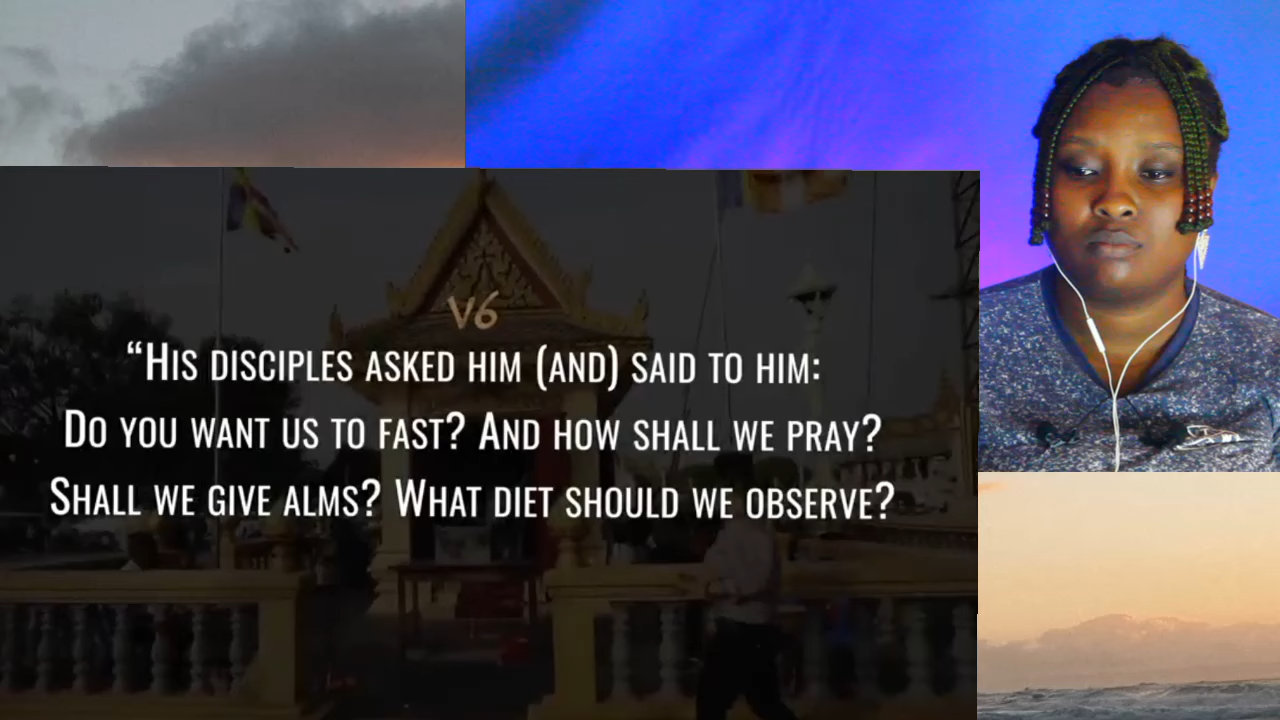 V6
“His disciples asked him (and) said to him:
Do you want us to fast? And how shall we pray?
Shall we give alms? What diet should we observe?